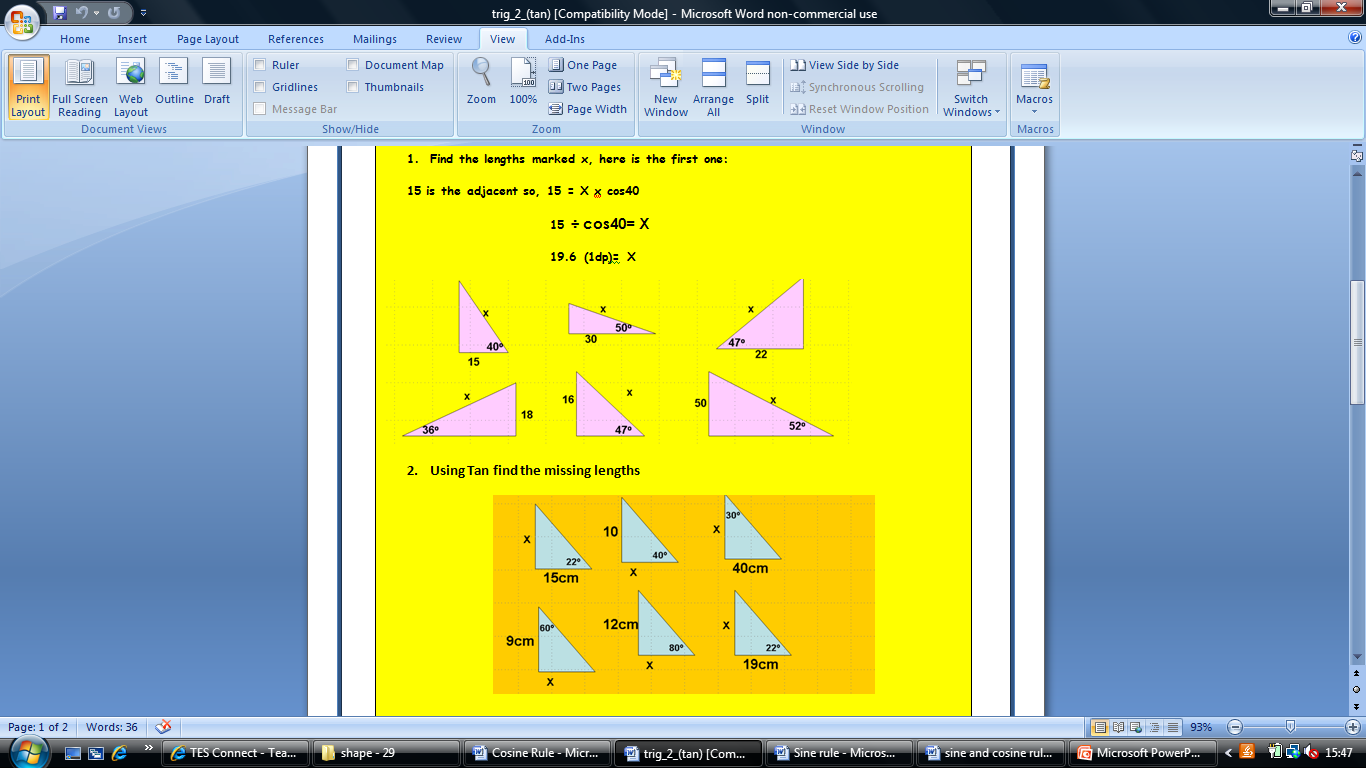 trig_2_(tan) [Compatibility Mode] - Microsoft Word non-commercial use
Home Insert Page Layout References Mailings Review View Add-Ins
Print Layout
Full Screen Reading
Web Layout
Outline
Draft
Document Views
Ruler
Gridlines
Message Bar
Document Map
Thumbnails
Show/Hide
Zoom
100
100%
One Page
Two Pages
Page Width
Zoom
New Window
Arrange All
Split
View Side by Side
Synchronous Scrolling
Reset Window Position
Switch Windows
Window
Macros
Macros
1. Find the lengths marked x, here is the first one:
15 is the adjacent so, 15 = X x cos40
15 ÷ cos40= X
19.6 (1dp)= X
x 40º 15
x 50º 30
x 47º 22
x 18 36º
16 x 47º
50 x 52º
2. Using Tan find the missing lengths
x 22º 15cm
10 40º x
30º x 40cm
60º 9cm x
12cm 80º x
x 22º 19cm
Page: 1 of 2 Words: 36 93%
» TES Connect - Tea... shape - 29 Cosine Rule - Micr... trig_2_(tan) [Com... Sine rule - Micros... sine and cosine rul... Microsoft PowerP... 15:47